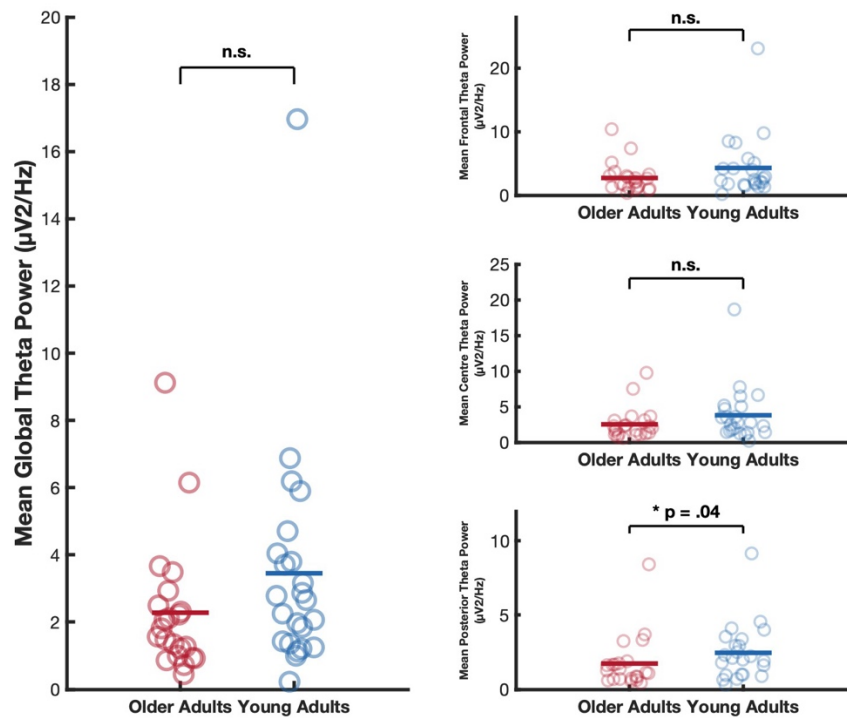 Mean Global Theta Power (µV2/Hz)
20
18
16
14
12
10
8
6
4
2
0
n.s.
Older Adults Young Adults
Mean Frontal Theta Power
(µV2/Hz)
20
10
0
n.s.
Older Adults Young Adults
Mean Centre Theta Power
(µV2/Hz)
25
20
15
10
5
0
n.s.
Older Adults Young Adults
Mean Posterior Theta Power
(µV2/Hz)
10
5
0
* p = .04
Older Adults Young Adults